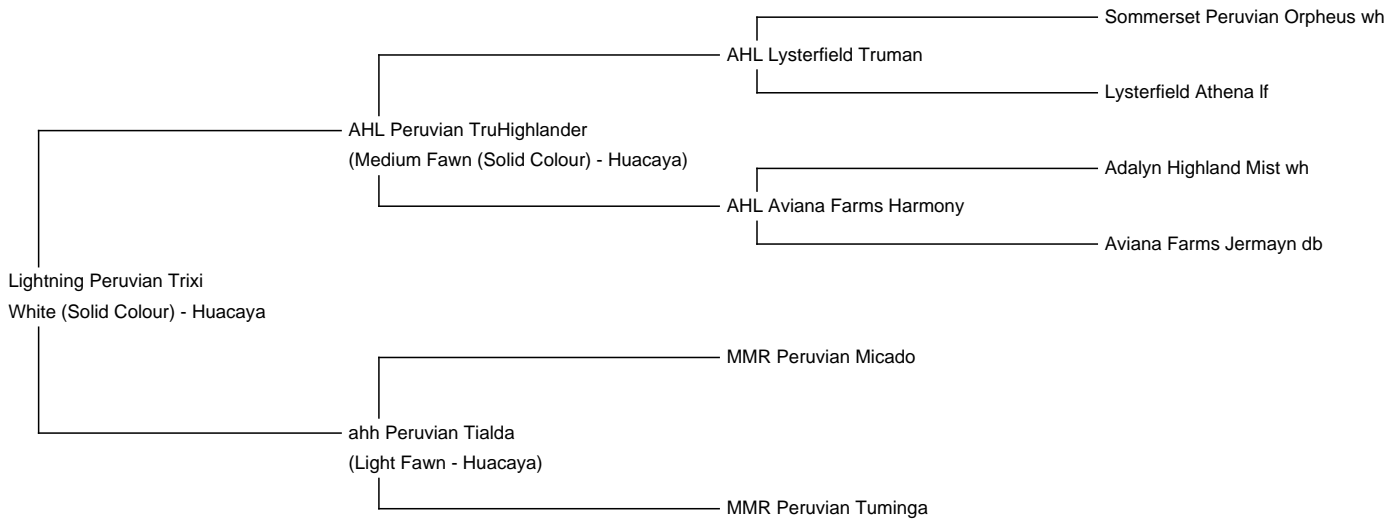 Sommerset Peruvian Orpheus wh
AHL Lysterfield Truman
Lysterfield Athena lf
AHL Peruvian TruHighlander
(Medium Fawn (Solid Colour) - Huacaya)
Adalyn Highland Mist wh
AHL Aviana Farms Harmony
Aviana Farms Jermayn db
Lightning Peruvian Trixi
White (Solid Colour) - Huacaya
MMR Peruvian Micado
ahh Peruvian Tialda
(Light Fawn - Huacaya)
MMR Peruvian Tuminga